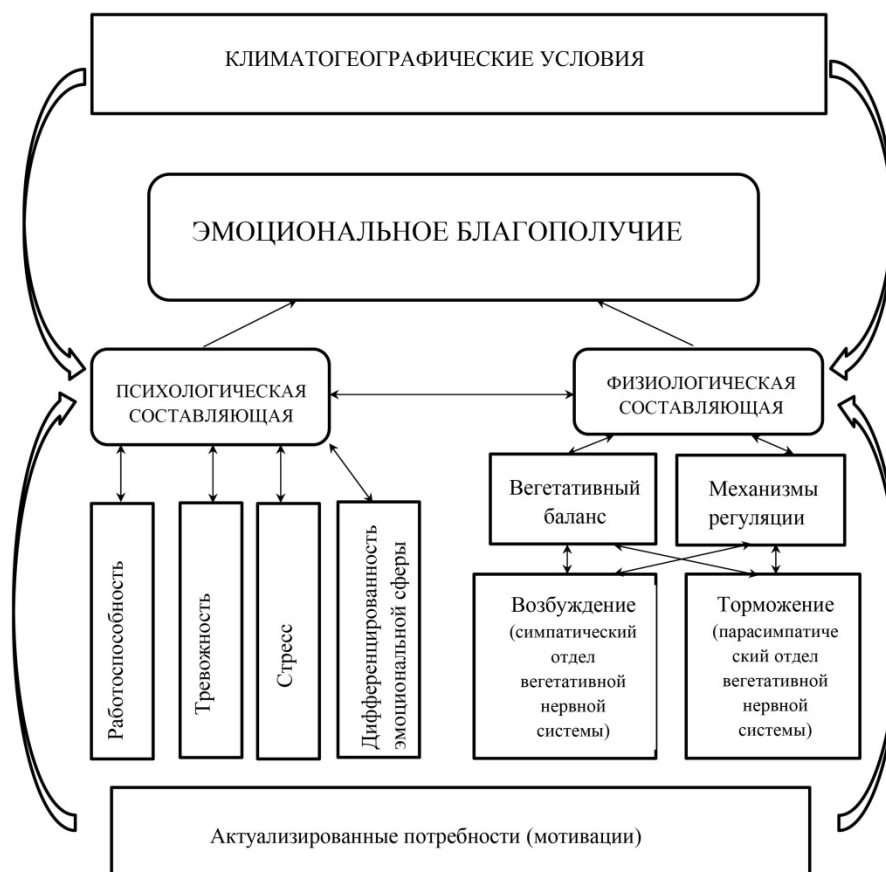 КЛИМАТОГЕОГРАФИЧЕСКИЕ УСЛОВИЯ
ЭМОЦИОНАЛЬНОЕ БЛАГОПОЛУЧИЕ
ПСИХОЛОГИЧЕСКАЯ
СОСТАВЛЯЮЩАЯ
ФИЗИОЛОГИЧЕСКАЯ
СОСТАВЛЯЮЩАЯ
Работоспособность
Тревожность
Стресс
Дифференцированность
эмоциональной сферы
Вегетативный
баланс
Механизмы
регуляции
Возбуждение
(симпатический
отдел
вегетативной
нервной
системы)
Торможение
(парасимпатиче
ский отдел
вегетативной
нервной
системы)
Актуализированные потребности (мотивации)